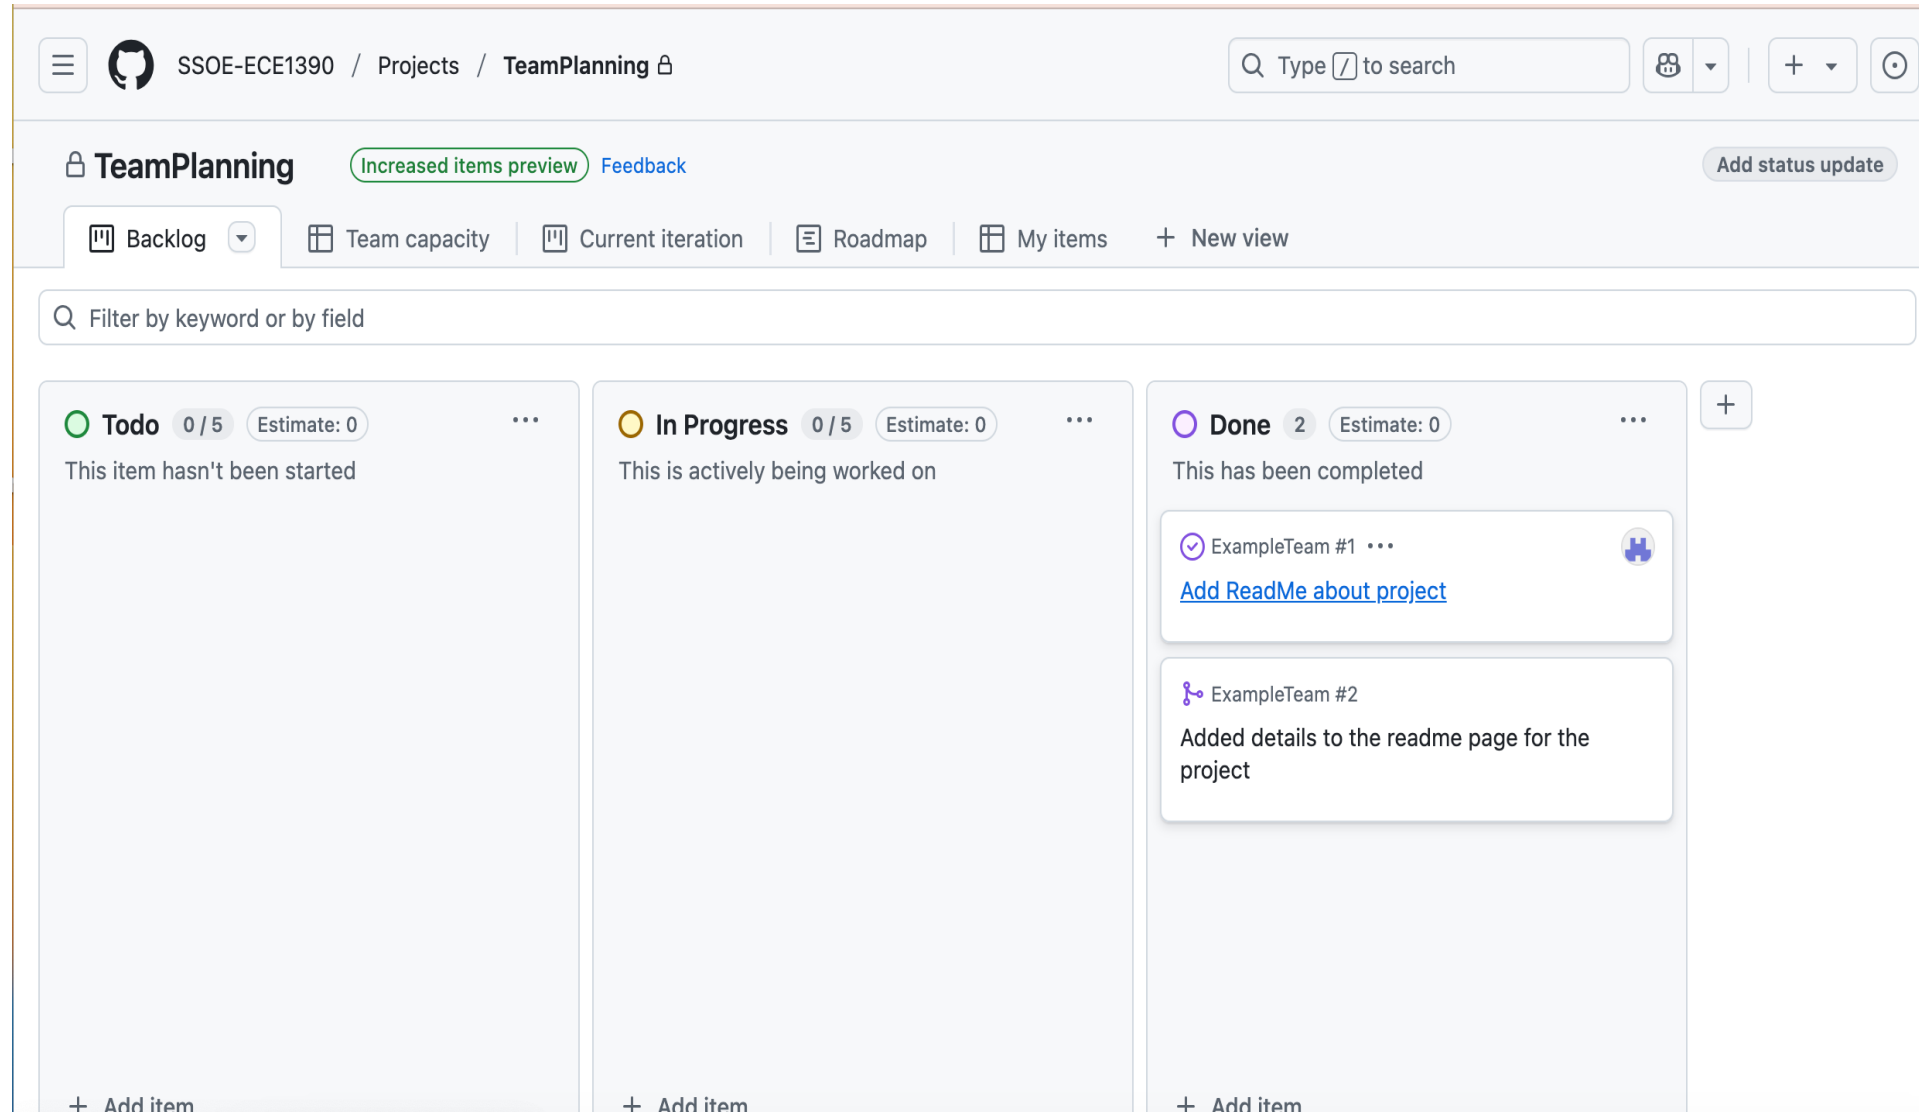 SSOE-ECE1390 / Projects / TeamPlanning
Type / to search
TeamPlanning
Increased items preview
Feedback
Add status update
Backlog
Team capacity
Current iteration
Roadmap
My items
+ New view
Filter by keyword or by field
Todo 0 / 5 Estimate: 0
This item hasn't been started
+ Add item
In Progress 0 / 5 Estimate: 0
This is actively being worked on
+ Add item
Done 2 Estimate: 0
This has been completed
ExampleTeam #1
Add ReadMe about project
ExampleTeam #2
Added details to the readme page for the
project
+ Add item